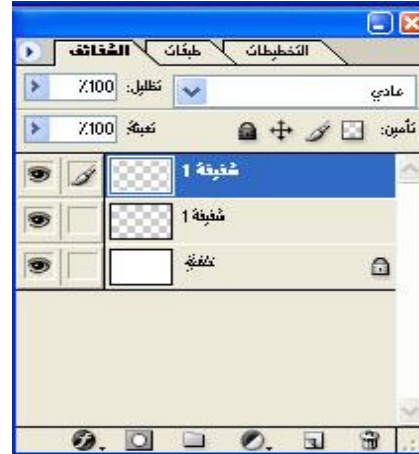 التخطيطات طبقات الشفائف
عادي تظليل: 100٪
تأمين: تعبئة 100٪
شفيفة 1
شفيفة 1
خلفية